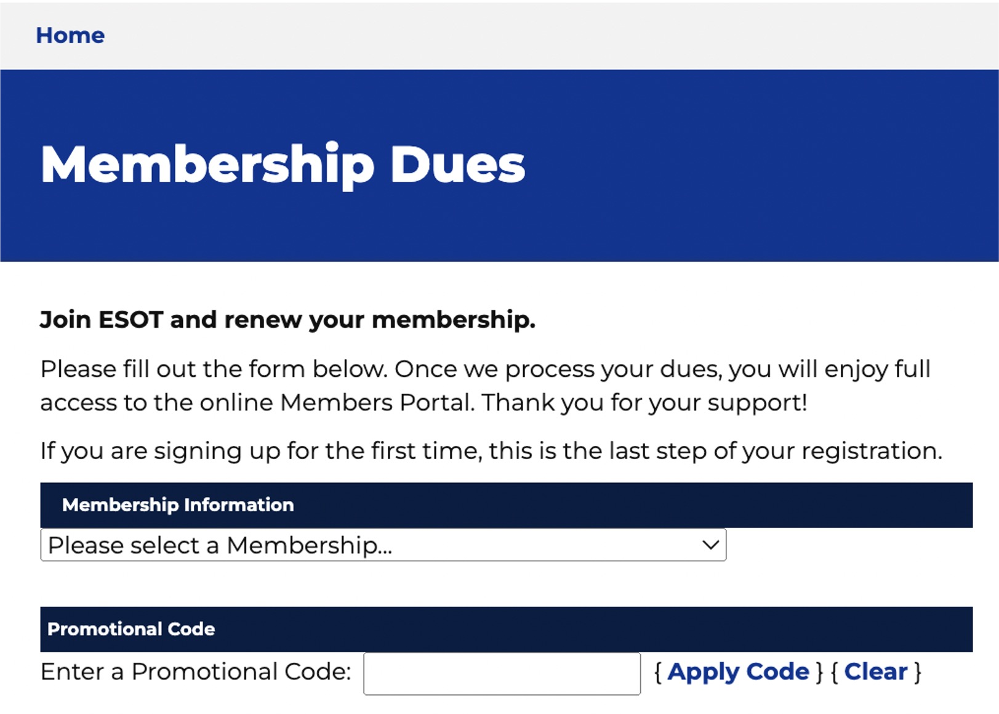 Home
Membership Dues
Join ESOT and renew your membership.
Please fill out the form below. Once we process your dues, you will enjoy full
access to the online Members Portal. Thank you for your support!
If you are signing up for the first time, this is the last step of your registration.
Membership Information
Please select a Membership...
Promotional Code
Enter a Promotional Code: { Apply Code } { Clear }